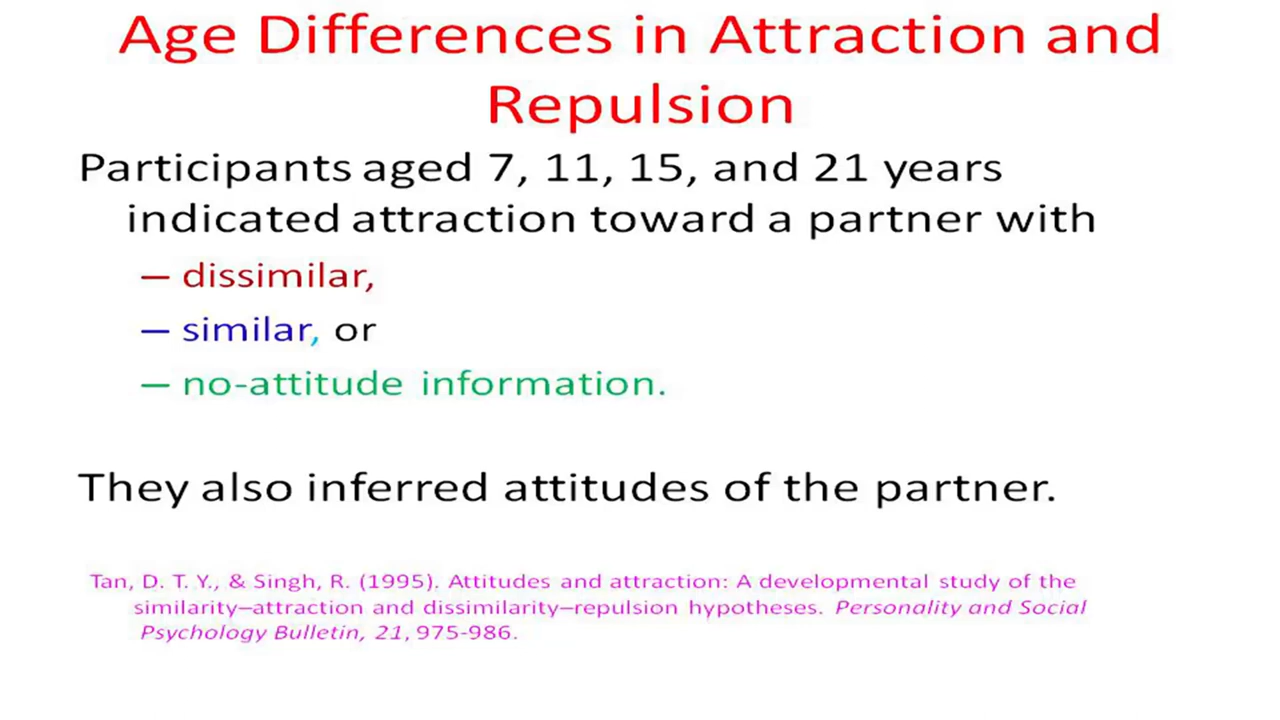 Age Differences in Attraction and
Repulsion
Participants aged 7, 11, 15, and 21 years
indicated attraction toward a partner with
– dissimilar,
– similar, or
– no-attitude information.
They also inferred attitudes of the partner.
Tan, D. T. Y., & Singh, R. (1995). Attitudes and attraction: A developmental study of the
similarity–attraction and dissimilarity–repulsion hypotheses. Personality and Social
Psychology Bulletin, 21, 975-986.